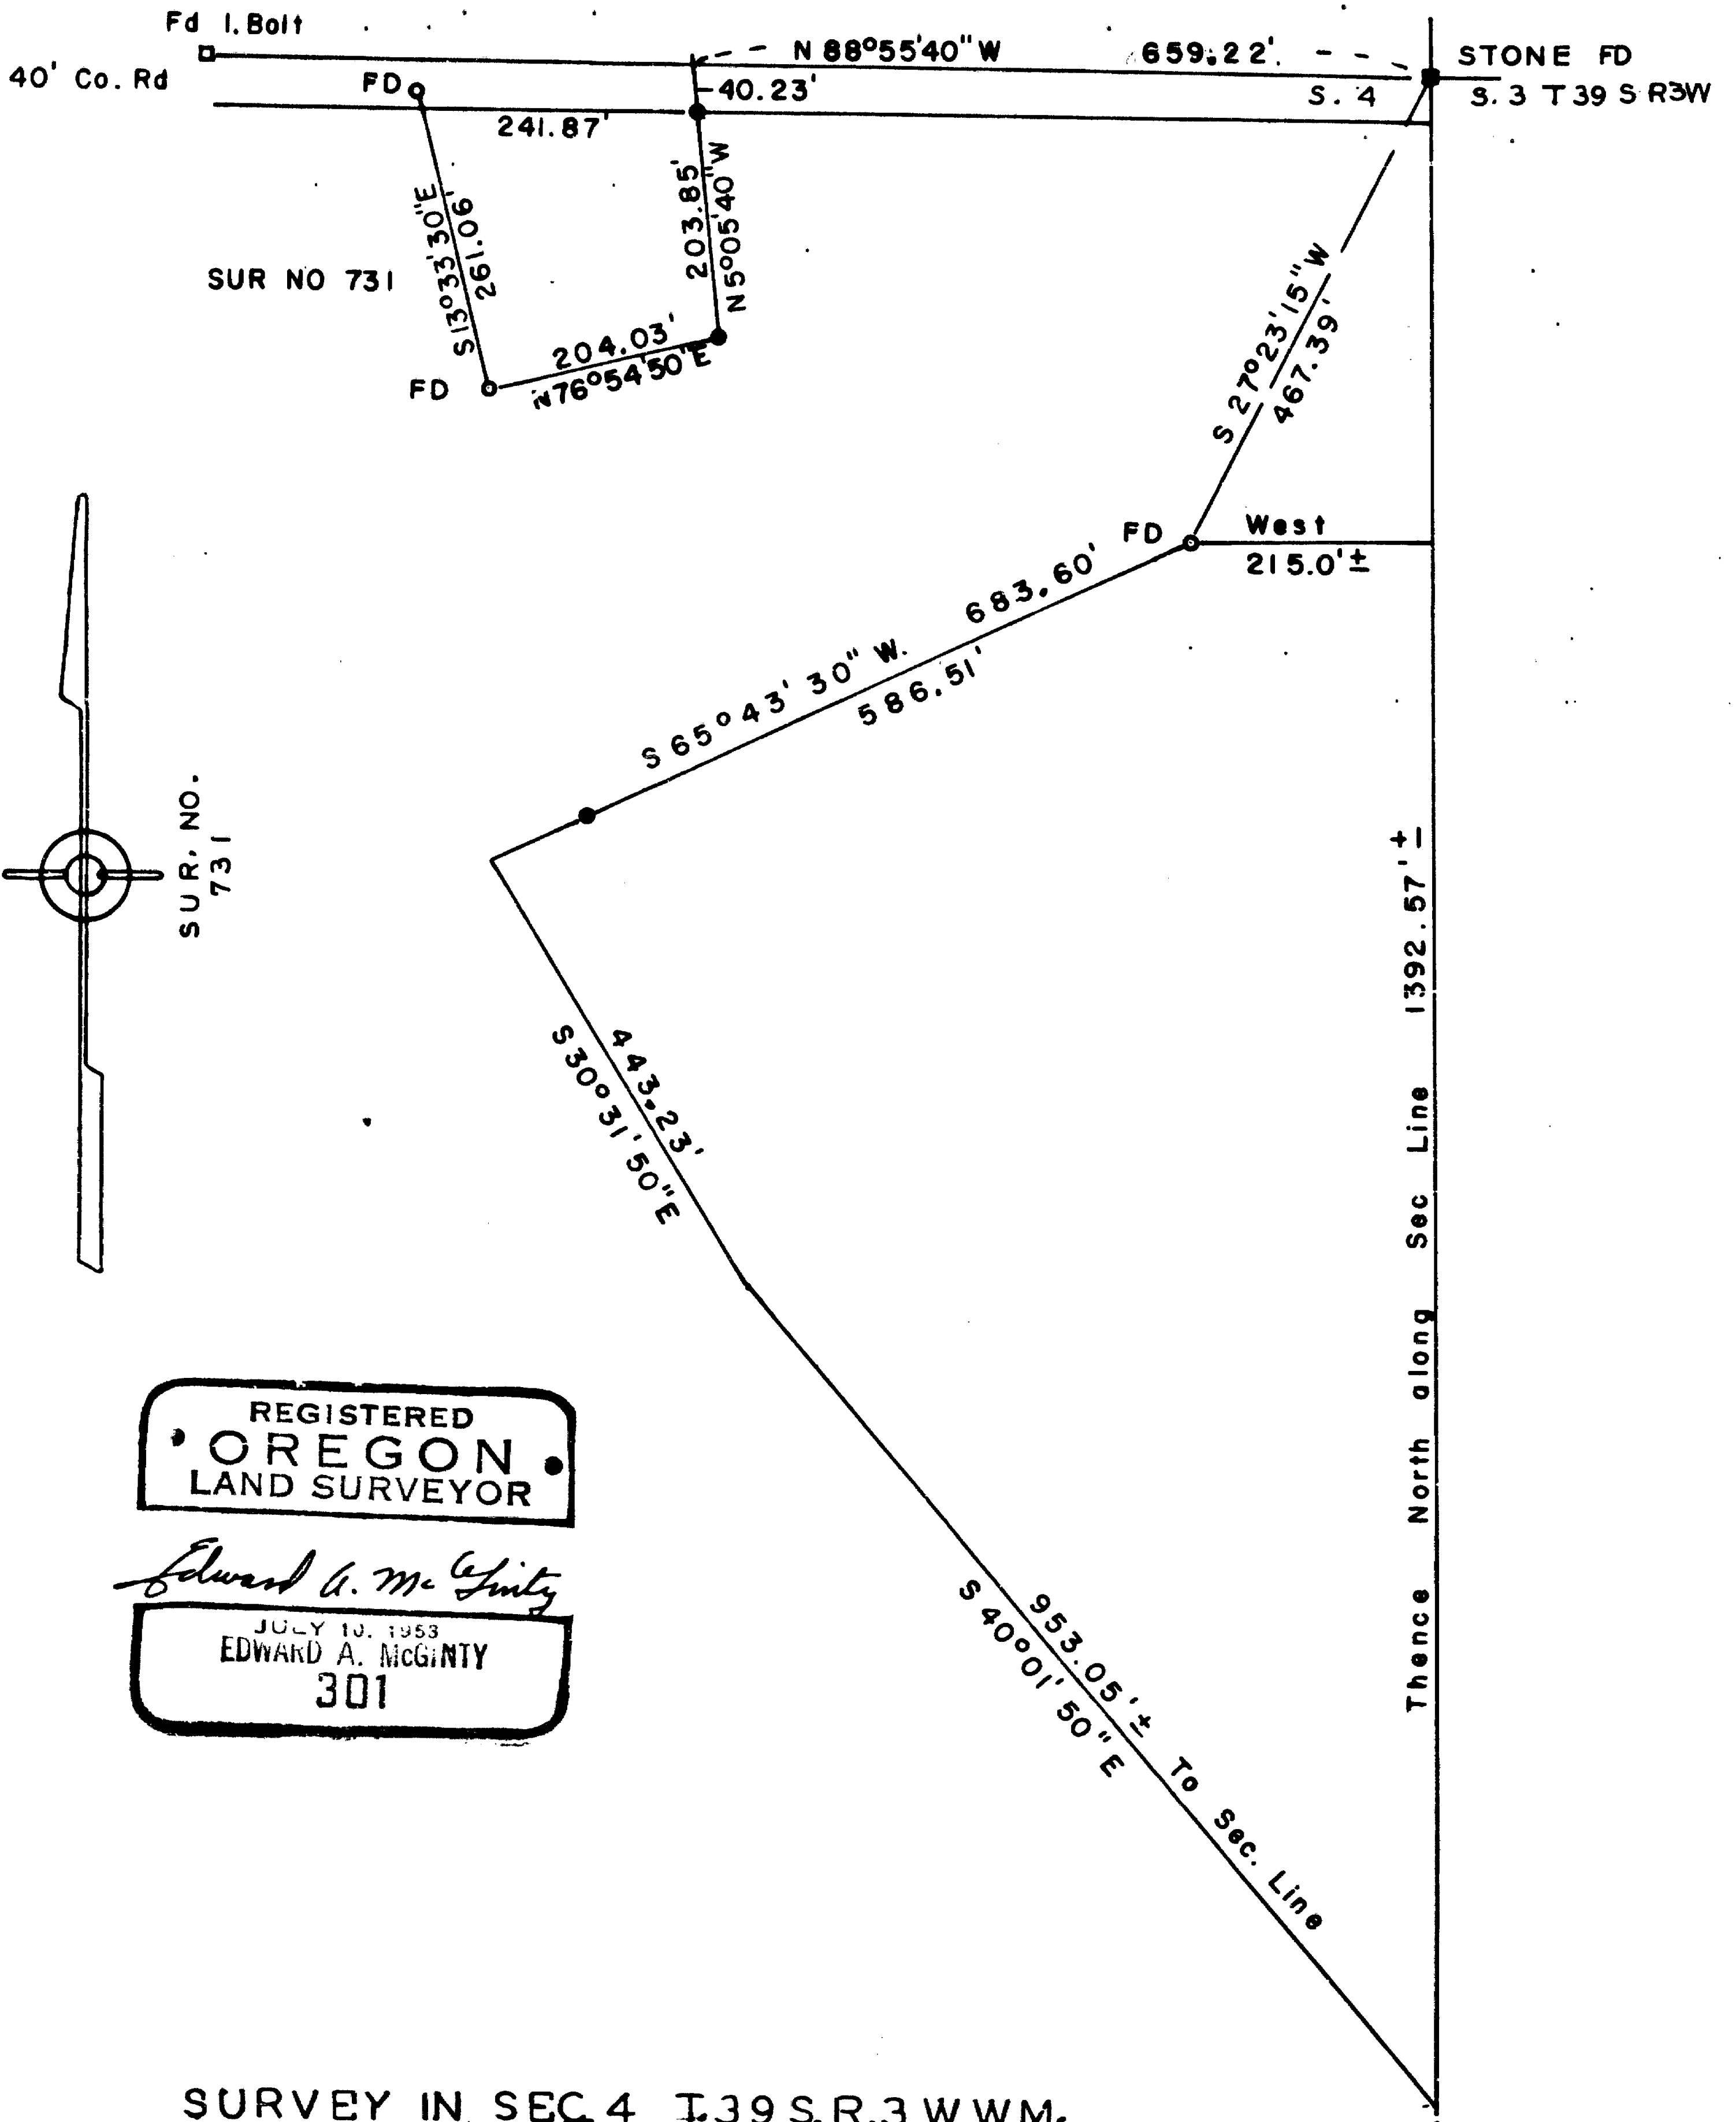 Fd I. Bolt
N 88°55'40" W 659.22'.
STONE FD
40' Co. Rd
FD
40.23'
S. 4
S. 3 T 39 S R3W
241.87'
S13°33'30"E
261.06'
203.85'
N5°05'40"W
SUR NO 731
204.03'
N76°54'50"E
FD
S 27°23'15" W
467.39'
FD
West
215.0'±
S 65°43'30" W. 683.60'
586.51'
SUR. NO.
731
443.23'
S30°31'50"E
Thence North along Sec Line 1392.57'±
REGISTERED
OREGON
LAND SURVEYOR
Edward A. McGinty
JULY 10. 1953
EDWARD A. McGINTY
301
953.05'± To Sec. Line
S 40°01'50" E
SURVEY IN SEC. 4 T.39 S.R.3 W W M.